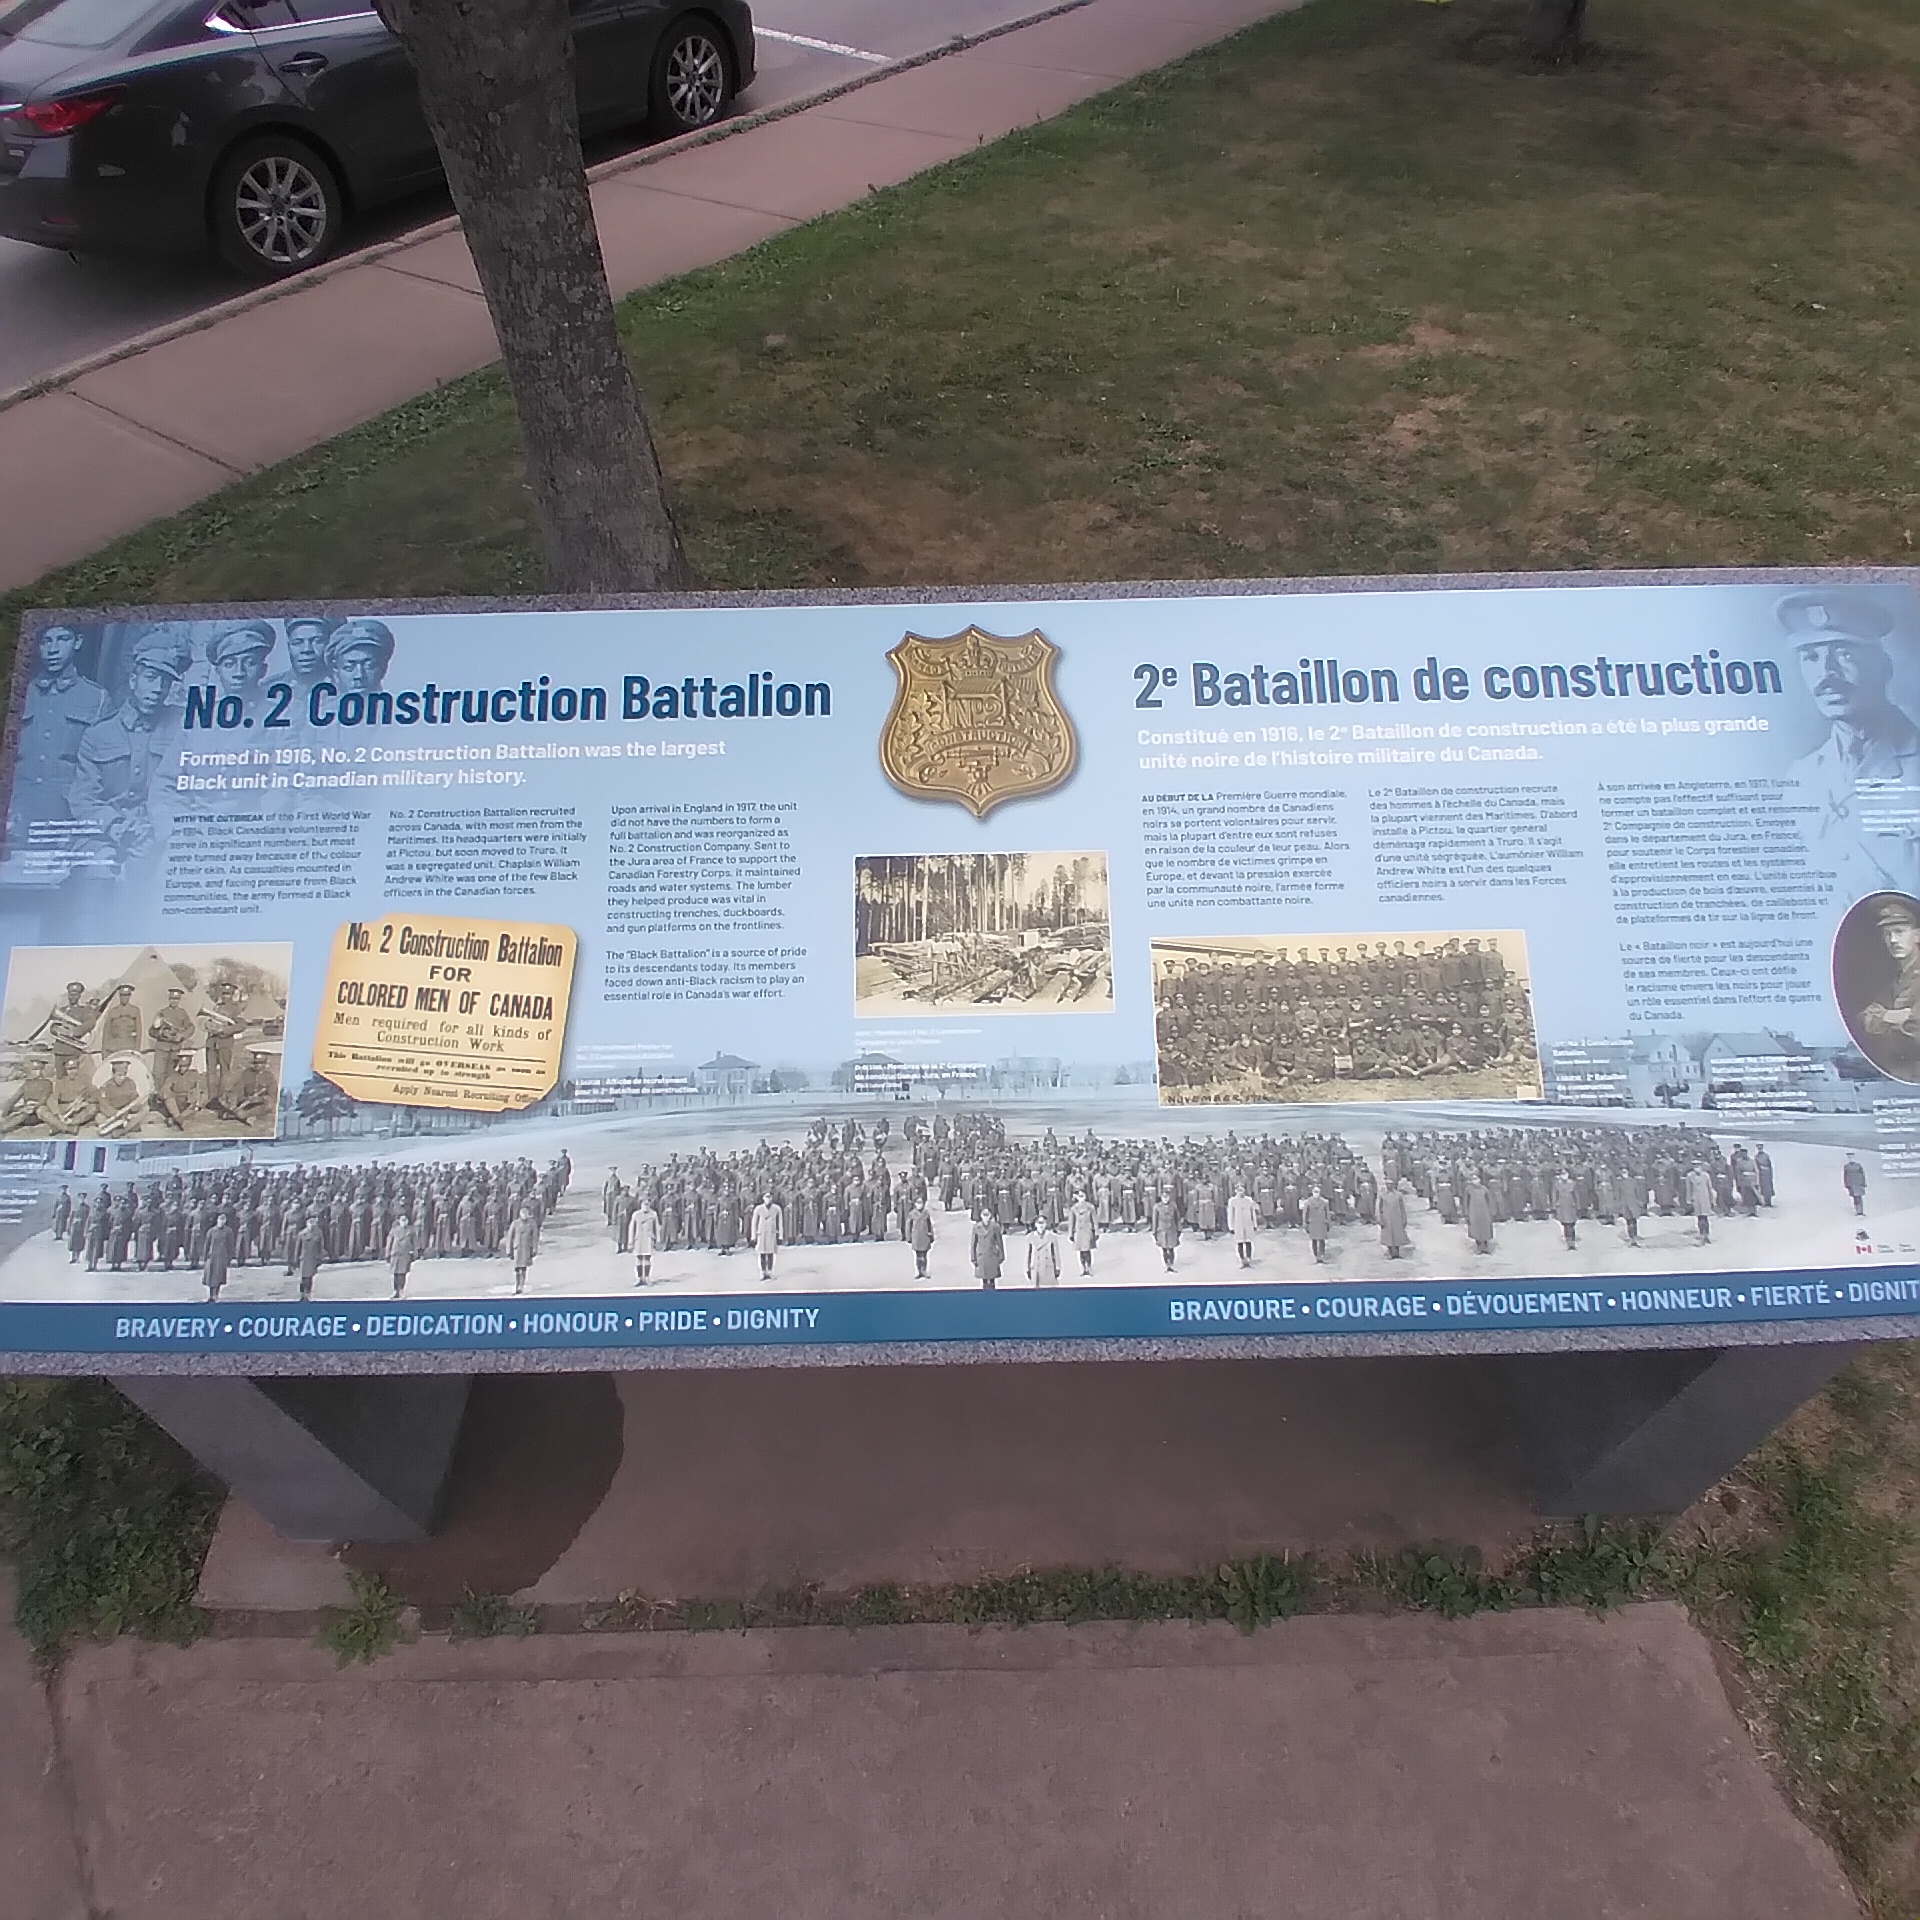 No. 2 Construction Battalion
Formed in 1916, No. 2 Construction Battalion was the largest
Black unit in Canadian military history.
WITH THE OUTBREAK of the First World War
in 1914, Black Canadians volunteered to
serve in significant numbers, but most
were turned away because of the colour
of their skin. As casualties mounted in
Europe, and facing pressure from Black
communities, the army formed a Black
non-combatant unit.
No. 2 Construction Battalion recruited
across Canada, with most men from the
Maritimes. Its headquarters were initially
at Pictou, but soon moved to Truro. It
was a segregated unit. Chaplain William
Andrew White was one of the few Black
officers in the Canadian forces.
Upon arrival in England in 1917, the unit
did not have the numbers to form a
full battalion and was reorganized as
No. 2 Construction Company. Sent to
the Jura area of France to support the
Canadian Forestry Corps, it maintained
roads and water systems. The lumber
they helped produce was vital in
constructing trenches, duckboards,
and gun platforms on the frontlines.
The "Black Battalion" is a source of pride
to its descendants today. Its members
faced down anti-Black racism to play an
essential role in Canada's war effort.
No. 2 Construction Battalion
FOR
COLORED MEN OF CANADA
Men required for all kinds of
Construction Work
This Battalion will go OVERSEAS as soon as
recruited up to strength
Apply Nearest Recruiting Office
No 2
CONSTRUCTION
2e Bataillon de construction
Constitué en 1916, le 2e Bataillon de construction a été la plus grande
unité noire de l'histoire militaire du Canada.
AU DÉBUT DE LA Première Guerre mondiale,
en 1914, un grand nombre de Canadiens
noirs se portent volontaires pour servir,
mais la plupart d'entre eux sont refusés
en raison de la couleur de leur peau. Alors
que le nombre de victimes grimpe en
Europe, et devant la pression exercée
par la communauté noire, l'armée forme
une unité non combattante noire.
Le 2e Bataillon de construction recrute
des hommes à l'échelle du Canada, mais
la plupart viennent des Maritimes. D'abord
installé à Pictou, le quartier général
déménage rapidement à Truro. Il s'agit
d'une unité ségréguée. L'aumônier William
Andrew White est l'un des quelques
officiers noirs à servir dans les Forces
canadiennes.
À son arrivée en Angleterre, en 1917, l'unité
ne compte pas l'effectif suffisant pour
former un bataillon complet et est renommée
2e Compagnie de construction. Envoyée
dans le département du Jura, en France,
pour soutenir le Corps forestier canadien,
elle entretient les routes et les systèmes
d'approvisionnement en eau. L'unité contribue
à la production de bois d'œuvre, essentiel à la
construction de tranchées, de caillebotis et
de plateformes de tir sur la ligne de front.
Le « Bataillon noir » est aujourd'hui une
source de fierté pour les descendants
de ses membres. Ceux-ci ont défié
le racisme envers les noirs pour jouer
un rôle essentiel dans l'effort de guerre
du Canada.
NOVEMBER
BRAVERY • COURAGE • DEDICATION • HONOUR • PRIDE • DIGNITY
BRAVOURE • COURAGE • DÉVOUEMENT • HONNEUR • FIERTÉ • DIGNIT